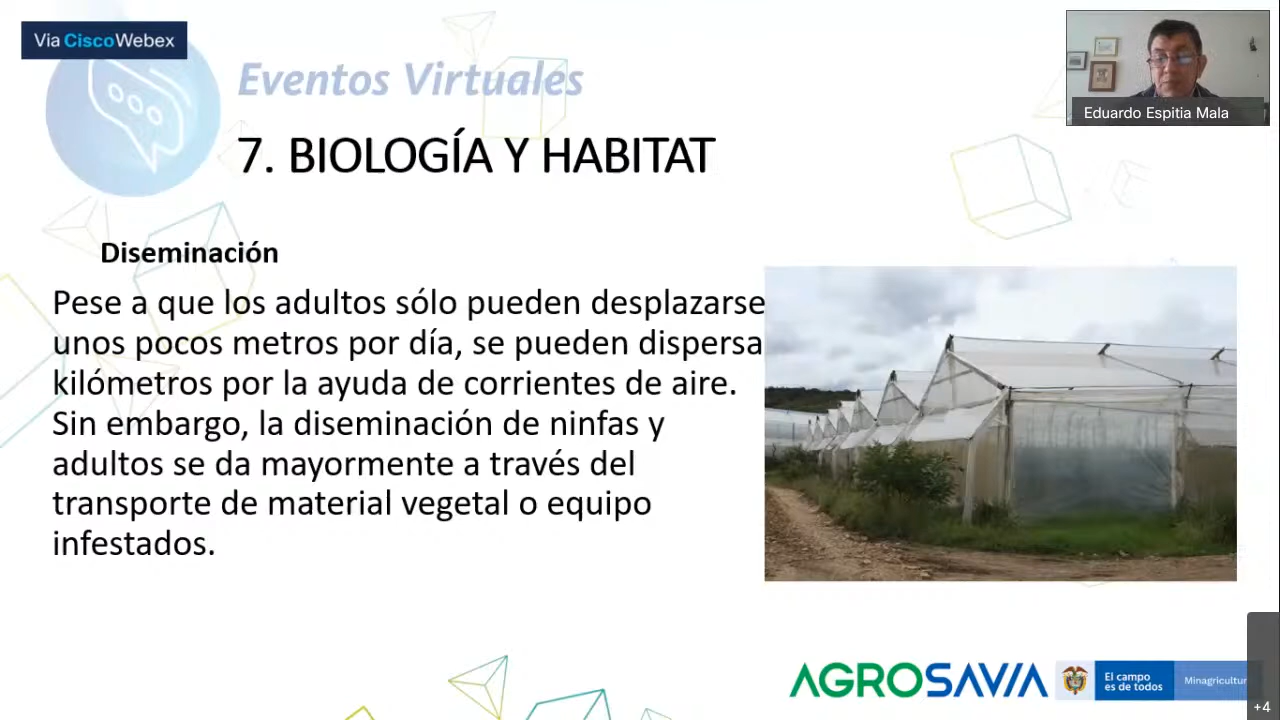 Via Cisco Webex
Eventos Virtuales
7. BIOLOGÍA Y HABITAT
Eduardo Espitia Mala
Diseminación
Pese a que los adultos sólo pueden desplazarse
unos pocos metros por día, se pueden dispersa
kilómetros por la ayuda de corrientes de aire.
Sin embargo, la diseminación de ninfas y
adultos se da mayormente a través del
transporte de material vegetal o equipo
infestados.
AGROSAVIA
El campo
es de todos
Minagricultur
+4